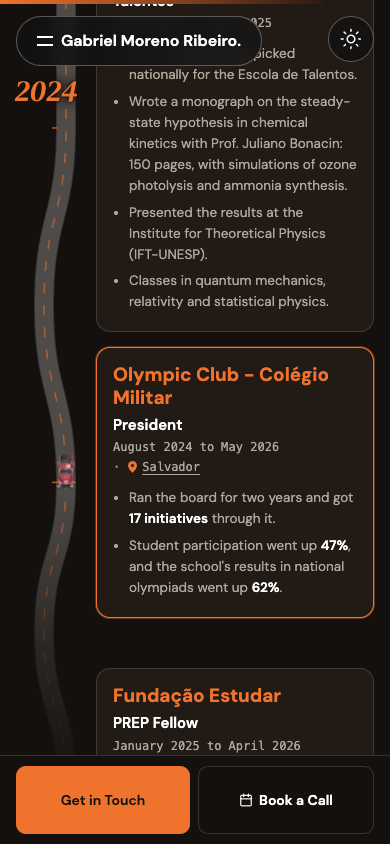 Talentos
Gabriel Moreno Ribeiro.
2025
picked
nationally for the Escola de Talentos.
2024
• Wrote a monograph on the steady-
state hypothesis in chemical
kinetics with Prof. Juliano Bonacin:
150 pages, with simulations of ozone
photolysis and ammonia synthesis.
• Presented the results at the
Institute for Theoretical Physics
(IFT-UNESP).
• Classes in quantum mechanics,
relativity and statistical physics.
Olympic Club – Colégio
Militar
President
August 2024 to May 2026
· Salvador
• Ran the board for two years and got
17 initiatives through it.
• Student participation went up 47%,
and the school's results in national
olympiads went up 62%.
Fundação Estudar
PREP Fellow
January 2025 to April 2026
Get in Touch
Book a Call